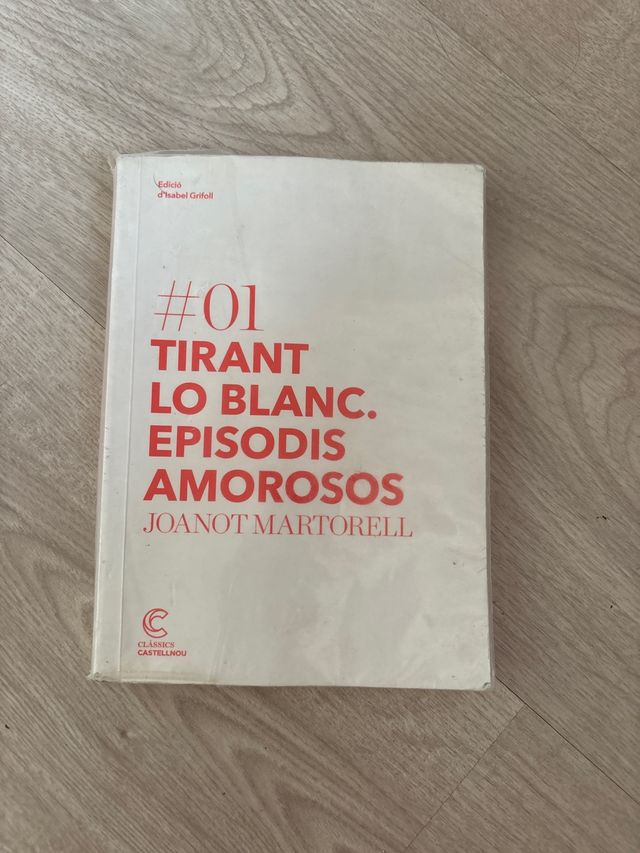 Edició
d'Isabel Grifoll
#01
TIRANT
LO BLANC.
EPISODIS
AMOROSOS
JOANOT MARTORELL
CLÀSSICS
CASTELLNOU